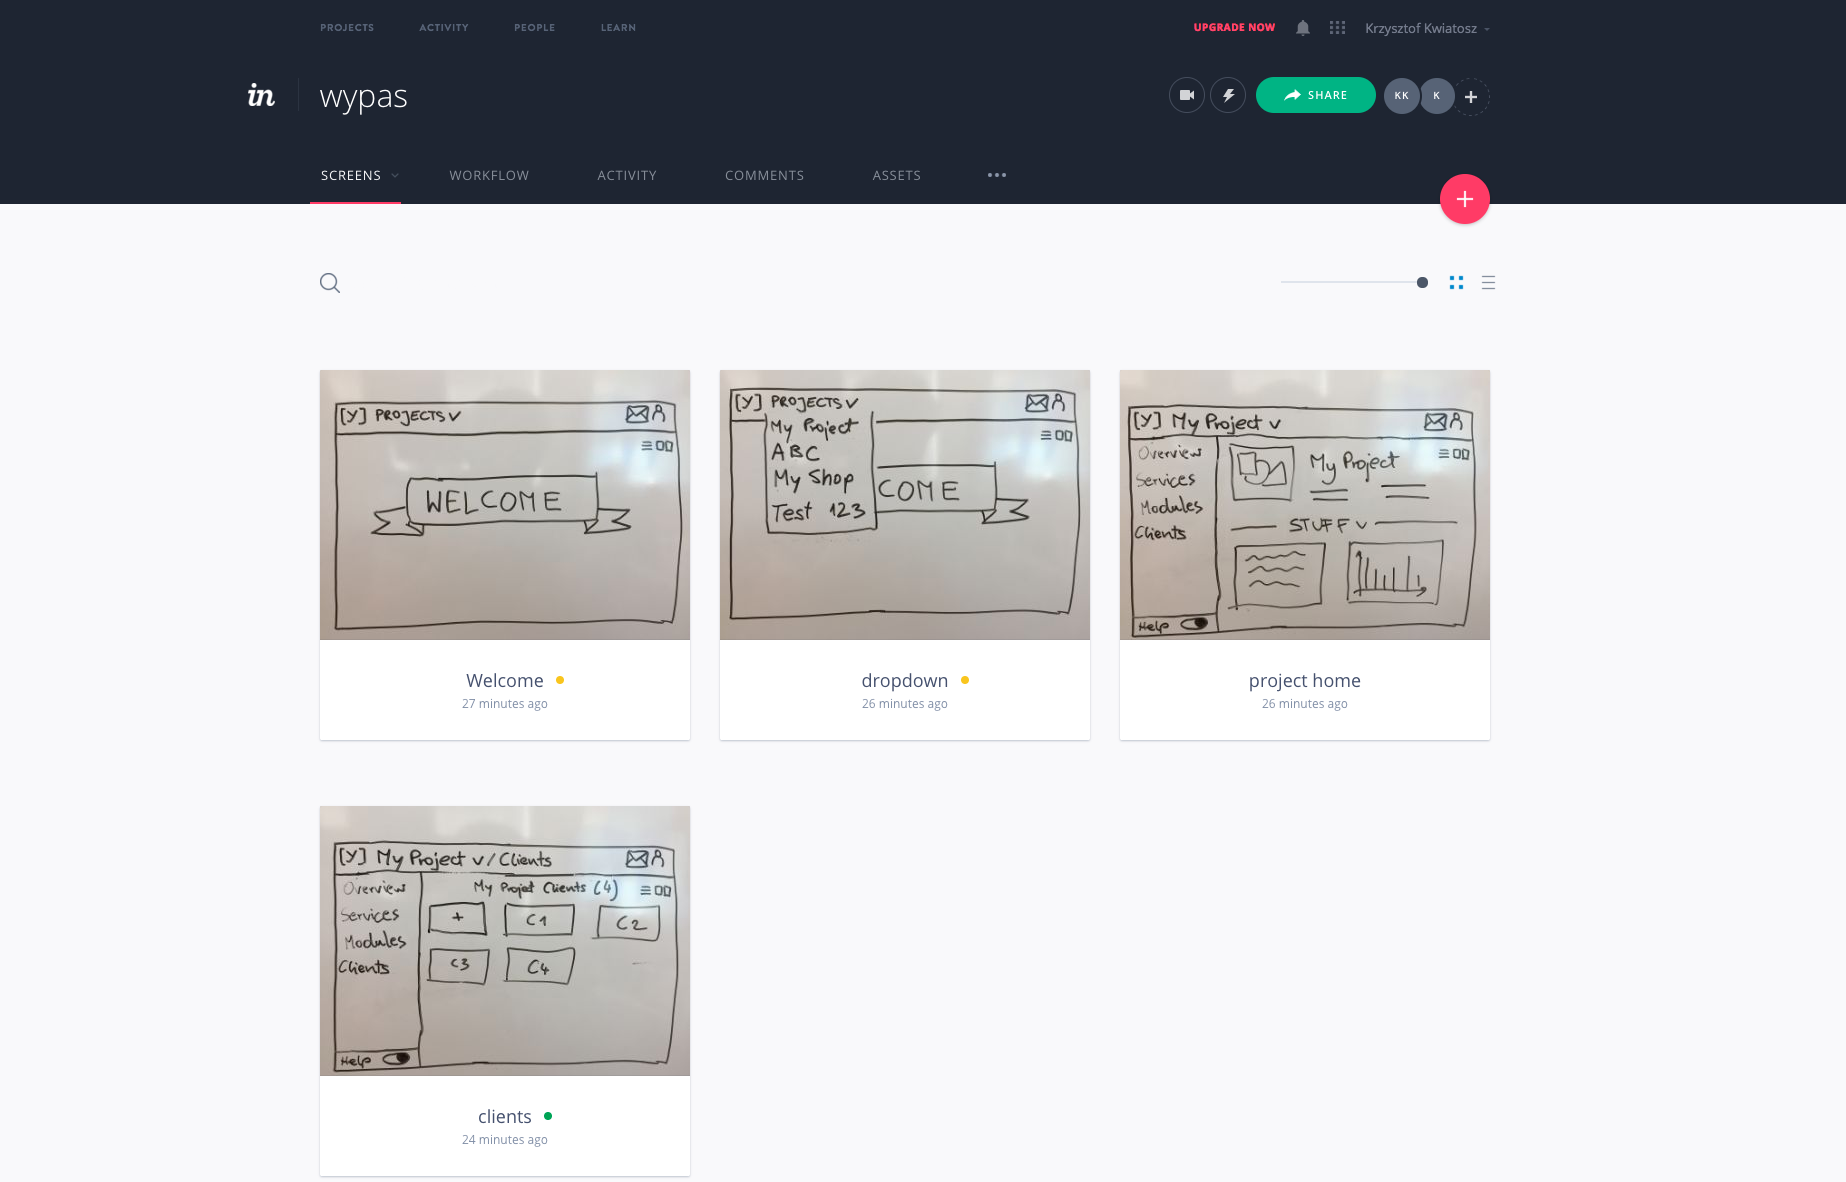 PROJECTS ACTIVITY PEOPLE LEARN UPGRADE NOW Krzysztof Kwiatosz
in wypas SHARE KK K
SCREENS WORKFLOW ACTIVITY COMMENTS ASSETS
[Y] PROJECTS
WELCOME
Welcome
27 minutes ago
[Y] PROJECTS
My Project
ABC
My Shop
COME
Test 123
dropdown
26 minutes ago
[Y] My Project
Overview
Services
Modules
Clients
My Project
STUFF
Help
project home
26 minutes ago
[Y] My Project v/Clients
Overview
Services
Modules
Clients
My Projet Clients (4)
+ C1 C2
C3 C4
Help
clients
24 minutes ago